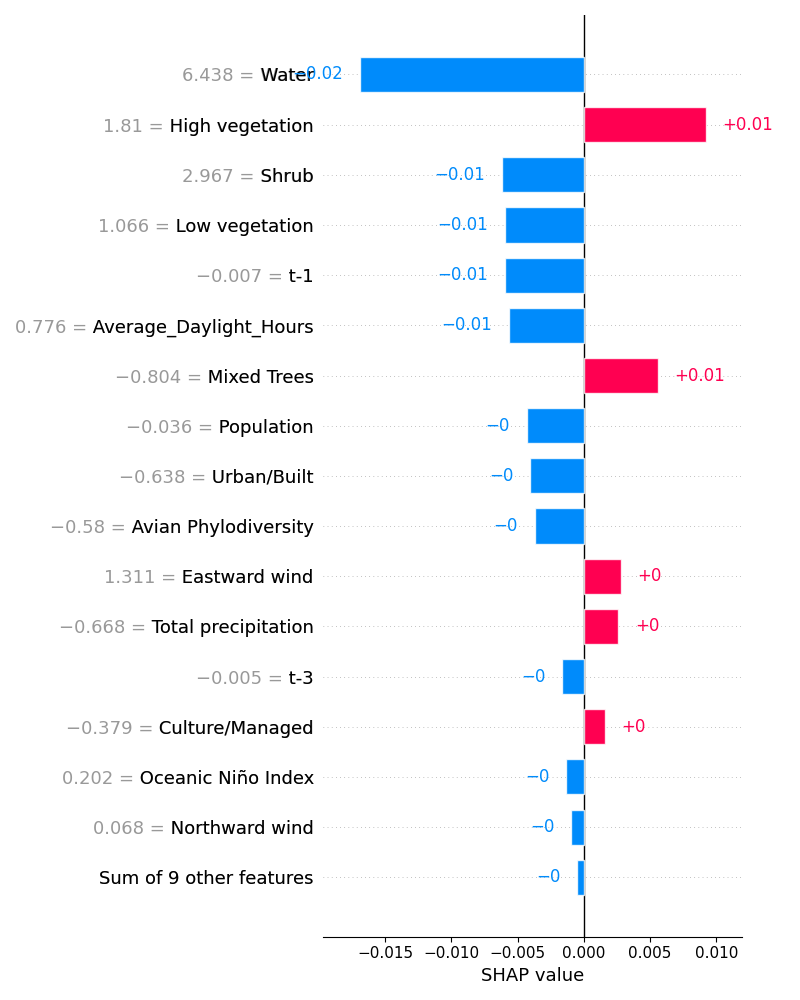 6.438 = Water −0.02
1.81 = High vegetation +0.01
2.967 = Shrub −0.01
1.066 = Low vegetation −0.01
−0.007 = t-1 −0.01
0.776 = Average_Daylight_Hours −0.01
−0.804 = Mixed Trees +0.01
−0.036 = Population −0
−0.638 = Urban/Built −0
−0.58 = Avian Phylodiversity −0
1.311 = Eastward wind +0
−0.668 = Total precipitation +0
−0.005 = t-3 −0
−0.379 = Culture/Managed +0
0.202 = Oceanic Niño Index −0
0.068 = Northward wind −0
Sum of 9 other features −0
−0.015 −0.010 −0.005 0.000 0.005 0.010
SHAP value